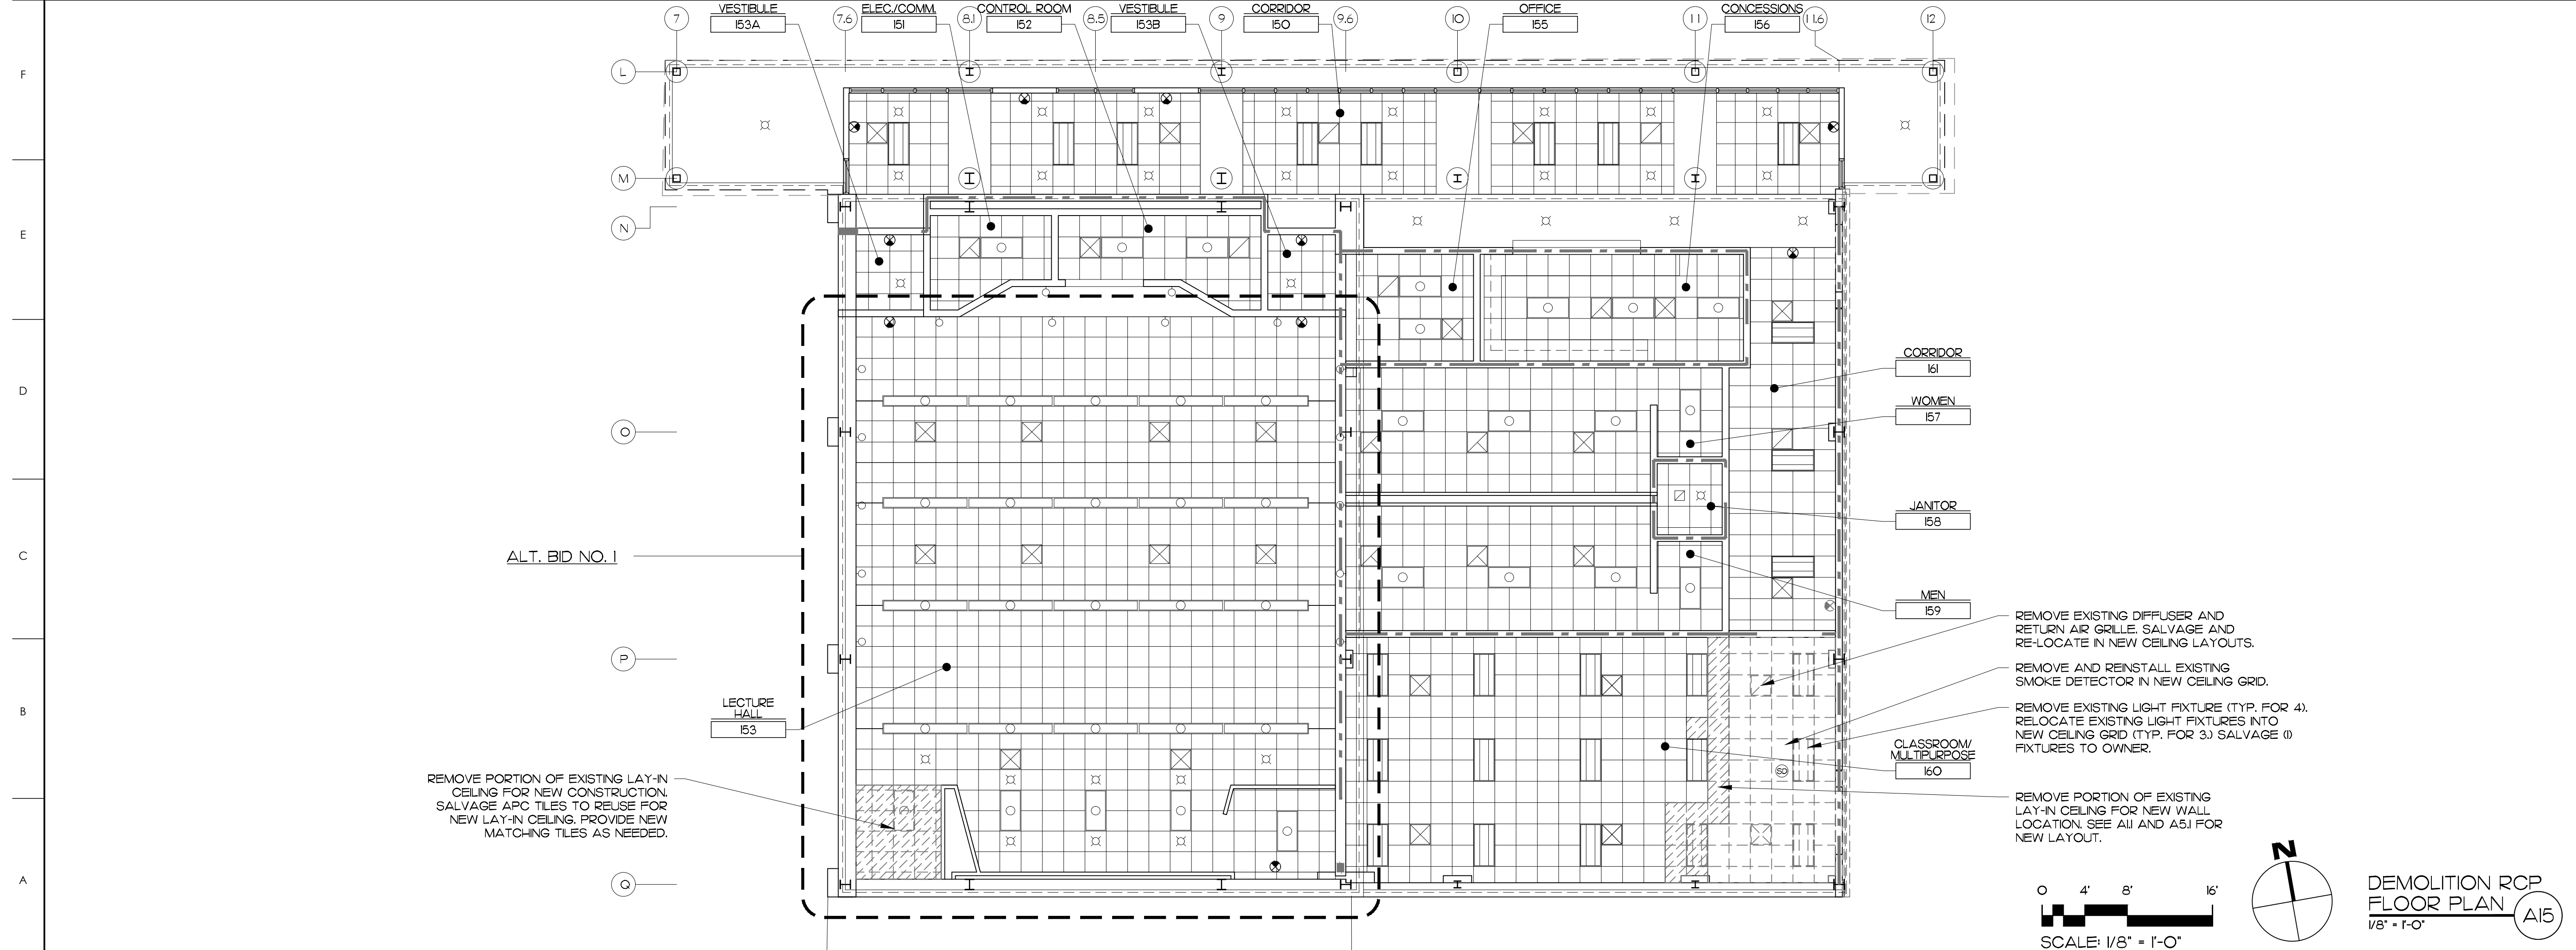 VESTIBULE
153A
ELEC./COMM.
151
CONTROL ROOM
152
VESTIBULE
153B
CORRIDOR
150
OFFICE
155
CONCESSIONS
156
7
7.6
8.1
8.5
9
9.6
10
11
11.6
12
F
E
D
C
B
A
L
M
N
O
P
Q
CORRIDOR
161
WOMEN
157
JANITOR
158
MEN
159
ALT. BID NO. 1
LECTURE
HALL
153
CLASSROOM/
MULTIPURPOSE
160
SD
REMOVE PORTION OF EXISTING LAY-IN
CEILING FOR NEW CONSTRUCTION.
SALVAGE APC TILES TO REUSE FOR
NEW LAY-IN CEILING. PROVIDE NEW
MATCHING TILES AS NEEDED.
REMOVE EXISTING DIFFUSER AND
RETURN AIR GRILLE. SALVAGE AND
RE-LOCATE IN NEW CEILING LAYOUTS.
REMOVE AND REINSTALL EXISTING
SMOKE DETECTOR IN NEW CEILING GRID.
REMOVE EXISTING LIGHT FIXTURE (TYP. FOR 4).
RELOCATE EXISTING LIGHT FIXTURES INTO
NEW CEILING GRID (TYP. FOR 3.) SALVAGE (1)
FIXTURES TO OWNER.
REMOVE PORTION OF EXISTING
LAY-IN CEILING FOR NEW WALL
LOCATION. SEE A1.1 AND A5.1 FOR
NEW LAYOUT.
0 4' 8' 16'
SCALE: 1/8" = 1'-0"
N
DEMOLITION RCP
FLOOR PLAN
1/8" = 1'-0"
A15